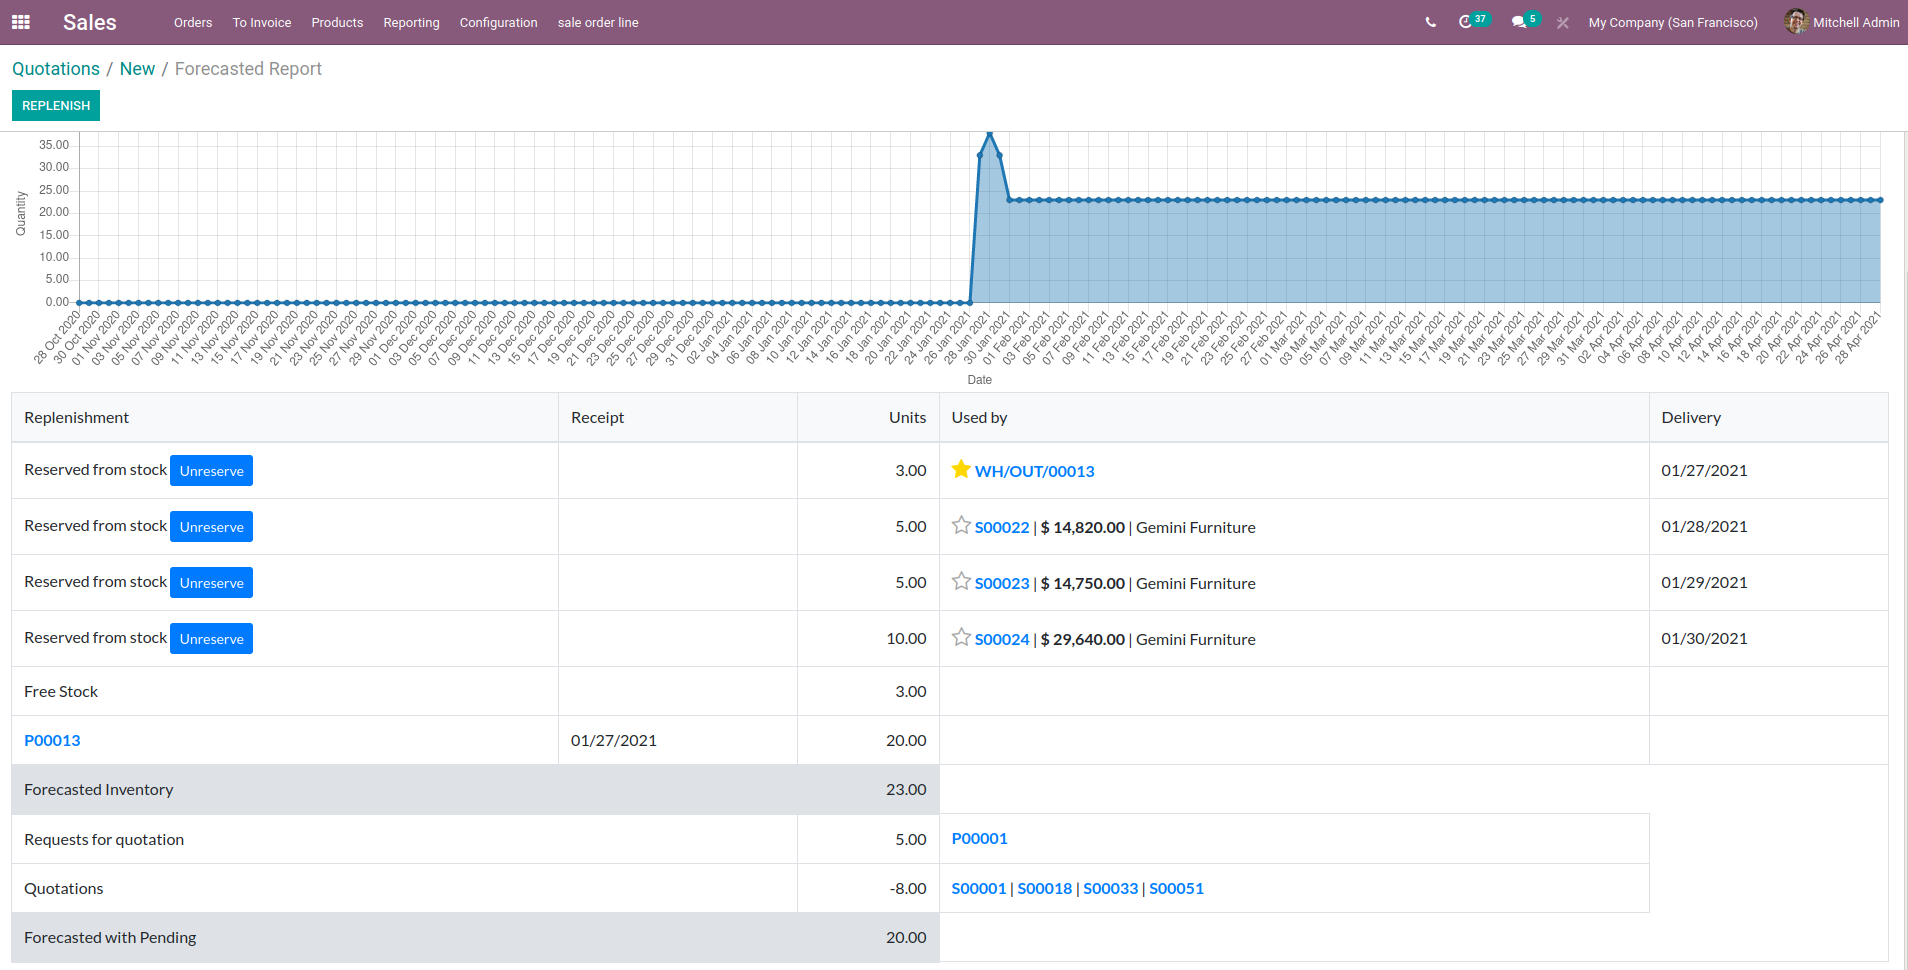 Sales Orders To Invoice Products Reporting Configuration sale order line 37 5 My Company (San Francisco) Mitchell Admin
Quotations / New / Forecasted Report
REPLENISH
35.00
30.00
25.00
20.00
15.00
10.00
5.00
0.00
Quantity
28 Oct 2020 30 Oct 2020 01 Nov 2020 03 Nov 2020 05 Nov 2020 07 Nov 2020 09 Nov 2020 11 Nov 2020 13 Nov 2020 15 Nov 2020 17 Nov 2020 19 Nov 2020 21 Nov 2020 23 Nov 2020 25 Nov 2020 27 Nov 2020 29 Nov 2020 01 Dec 2020 03 Dec 2020 05 Dec 2020 07 Dec 2020 09 Dec 2020 11 Dec 2020 13 Dec 2020 15 Dec 2020 17 Dec 2020 19 Dec 2020 21 Dec 2020 23 Dec 2020 25 Dec 2020 27 Dec 2020 29 Dec 2020 31 Dec 2020 02 Jan 2021 04 Jan 2021 06 Jan 2021 08 Jan 2021 10 Jan 2021 12 Jan 2021 14 Jan 2021 16 Jan 2021 18 Jan 2021 20 Jan 2021 22 Jan 2021 24 Jan 2021 26 Jan 2021 28 Jan 2021 30 Jan 2021 01 Feb 2021 03 Feb 2021 05 Feb 2021 07 Feb 2021 09 Feb 2021 11 Feb 2021 13 Feb 2021 15 Feb 2021 17 Feb 2021 19 Feb 2021 21 Feb 2021 23 Feb 2021 25 Feb 2021 27 Feb 2021 01 Mar 2021 03 Mar 2021 05 Mar 2021 07 Mar 2021 09 Mar 2021 11 Mar 2021 13 Mar 2021 15 Mar 2021 17 Mar 2021 19 Mar 2021 21 Mar 2021 23 Mar 2021 25 Mar 2021 27 Mar 2021 29 Mar 2021 31 Mar 2021 02 Apr 2021 04 Apr 2021 06 Apr 2021 08 Apr 2021 10 Apr 2021 12 Apr 2021 14 Apr 2021 16 Apr 2021 18 Apr 2021 20 Apr 2021 22 Apr 2021 24 Apr 2021 26 Apr 2021 28 Apr 2021
Date
Replenishment Receipt Units Used by Delivery
Reserved from stock Unreserve 3.00 WH/OUT/00013 01/27/2021
Reserved from stock Unreserve 5.00 S00022 | $ 14,820.00 | Gemini Furniture 01/28/2021
Reserved from stock Unreserve 5.00 S00023 | $ 14,750.00 | Gemini Furniture 01/29/2021
Reserved from stock Unreserve 10.00 S00024 | $ 29,640.00 | Gemini Furniture 01/30/2021
Free Stock 3.00
P00013 01/27/2021 20.00
Forecasted Inventory 23.00
Requests for quotation 5.00 P00001
Quotations -8.00 S00001 | S00018 | S00033 | S00051
Forecasted with Pending 20.00